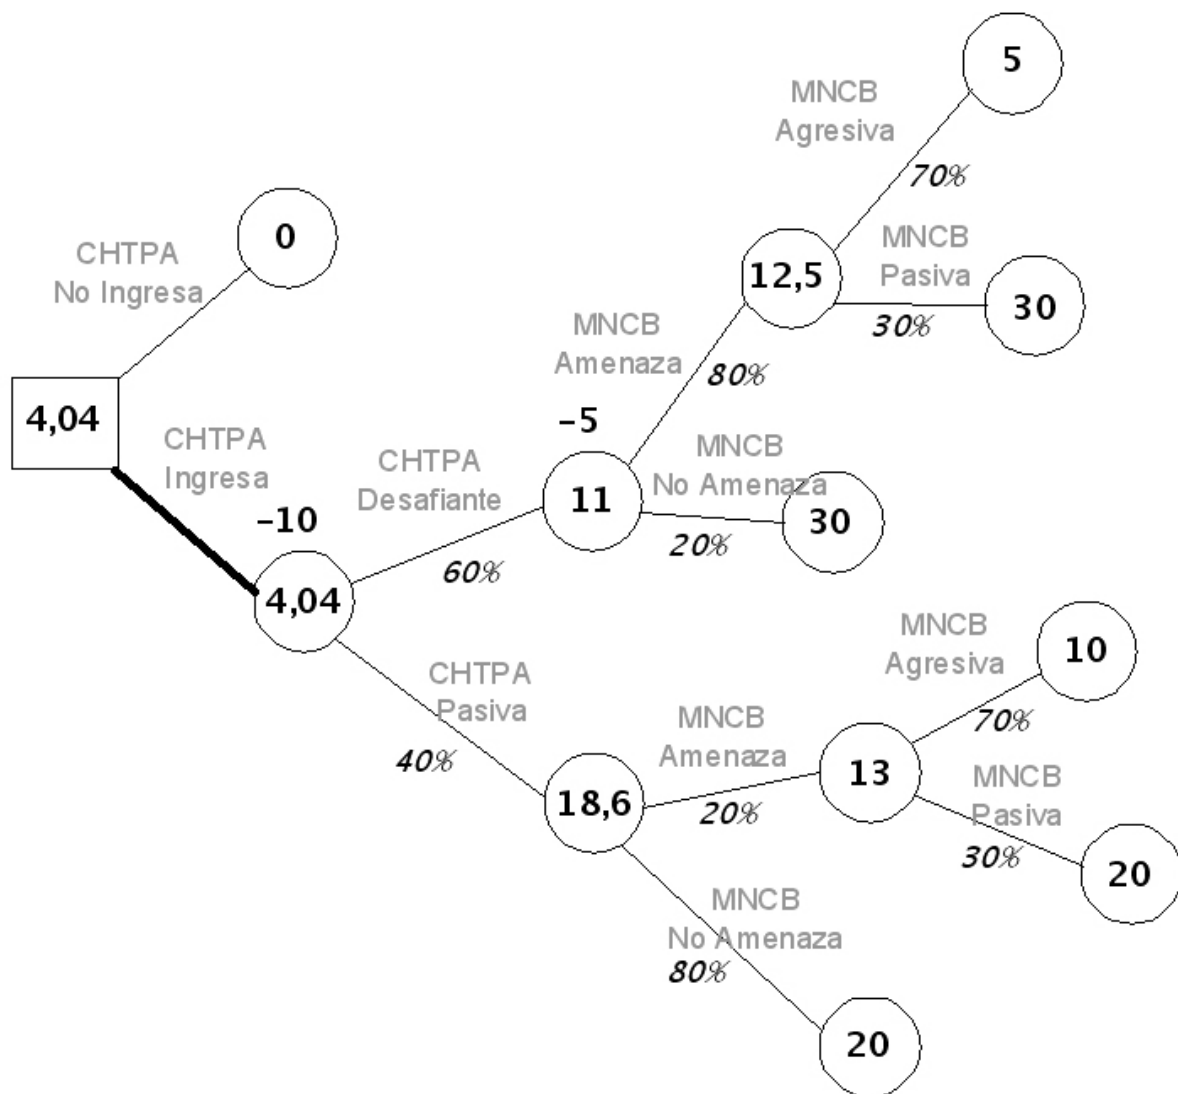 5
MNCB
Agresiva
70%
0
CHTPA
No Ingresa
12,5
MNCB
Pasiva
30%
30
MNCB
Amenaza
80%
4,04
CHTPA
Ingresa
-10
CHTPA
Desafiante
60%
-5
11
MNCB
No Amenaza
20%
30
4,04
CHTPA
Pasiva
40%
MNCB
Agresiva
70%
10
MNCB
Amenaza
20%
13
MNCB
Pasiva
30%
20
18,6
MNCB
No Amenaza
80%
20